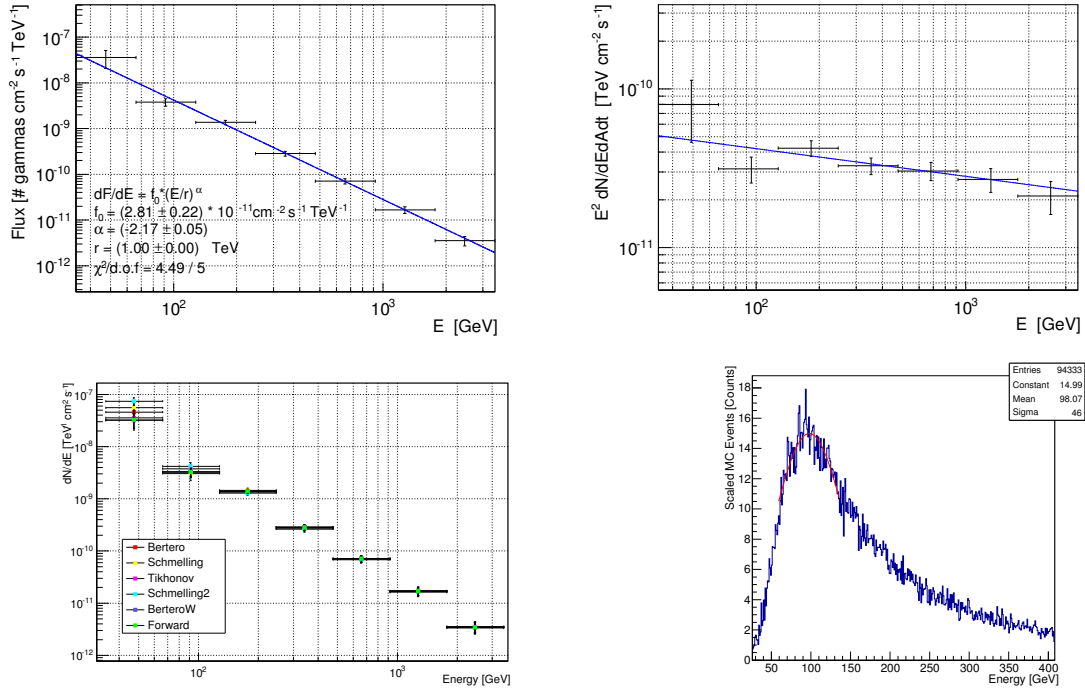 Flux [# gammas cm-2 s-1 TeV-1]
10-7
10-8
10-9
10-10
10-11
10-12
dF/dE = f0*(E/r)α
f0 = (2.81 ± 0.22) * 10 -11cm-2 s-1 TeV-1
α = (-2.17 ± 0.05)
r = (1.00 ± 0.00) TeV
χ2/d.o.f = 4.49 / 5
102
103
E [GeV]
E2 dN/dEdAdt [TeV cm-2 s-1]
10-10
10-11
102
103
E [GeV]
dN/dE [TeV1 cm-2 s-1]
10-7
10-8
10-9
10-10
10-11
10-12
Bertero
Schmelling
Tikhonov
Schmelling2
BerteroW
Forward
102
103
Energy [GeV]
Entries 94333
Constant 14.99
Mean 98.07
Sigma 46
Scaled MC Events [Counts]
18
16
14
12
10
8
6
4
2
0
50 100 150 200 250 300 350 400
Energy [GeV]